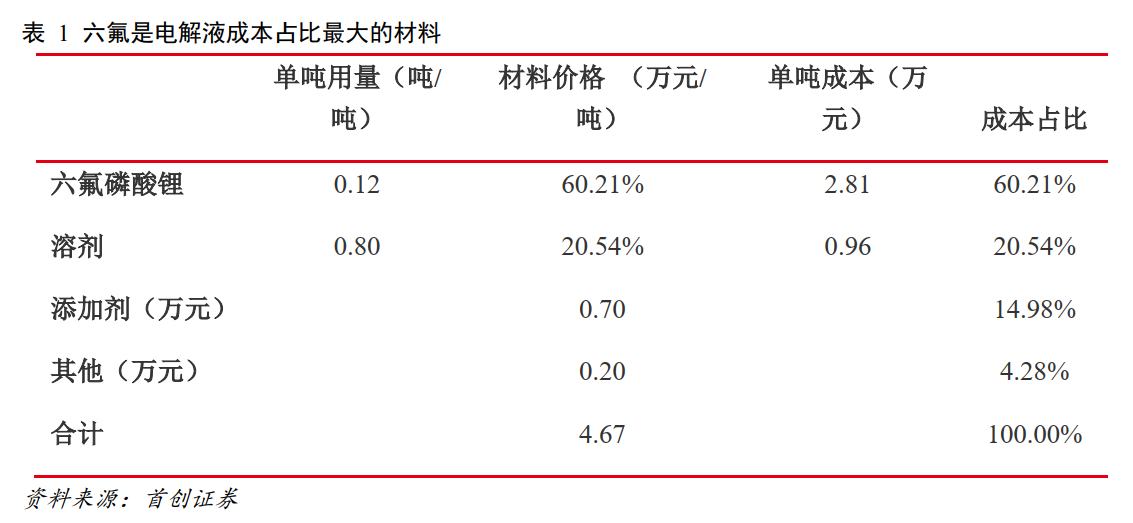 表 1 六氟是电解液成本占比最大的材料
单吨用量（吨/ 材料价格 （万元/ 单吨成本（万
吨） 吨） 元） 成本占比
六氟磷酸锂 0.12 60.21% 2.81 60.21%
溶剂 0.80 20.54% 0.96 20.54%
添加剂（万元） 0.70 14.98%
其他（万元） 0.20 4.28%
合计 4.67 100.00%
资料来源：首创证券